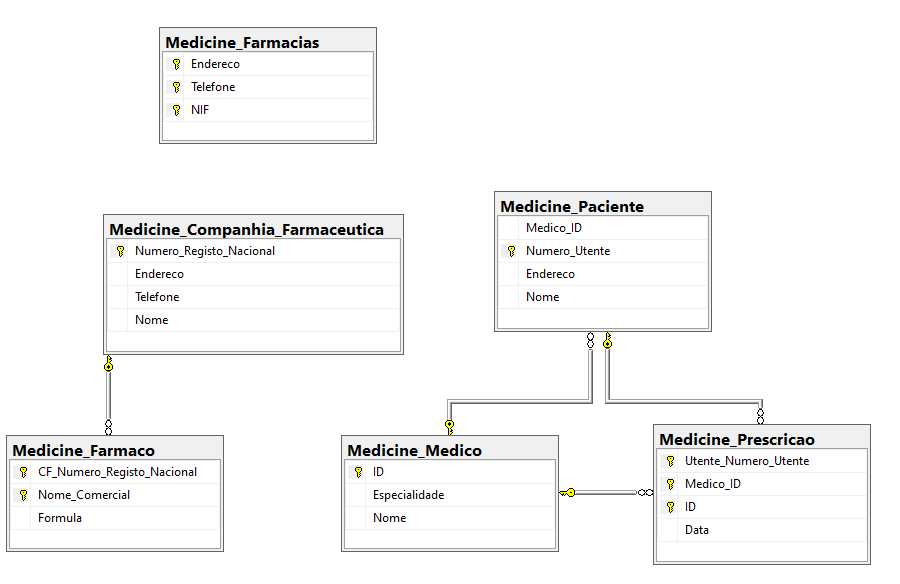 Medicine_Farmacias
Endereco
Telefone
NIF
Medicine_Companhia_Farmaceutica
Numero_Registo_Nacional
Endereco
Telefone
Nome
Medicine_Paciente
Medico_ID
Numero_Utente
Endereco
Nome
Medicine_Farmaco
CF_Numero_Registo_Nacional
Nome_Comercial
Formula
Medicine_Medico
ID
Especialidade
Nome
Medicine_Prescricao
Utente_Numero_Utente
Medico_ID
ID
Data